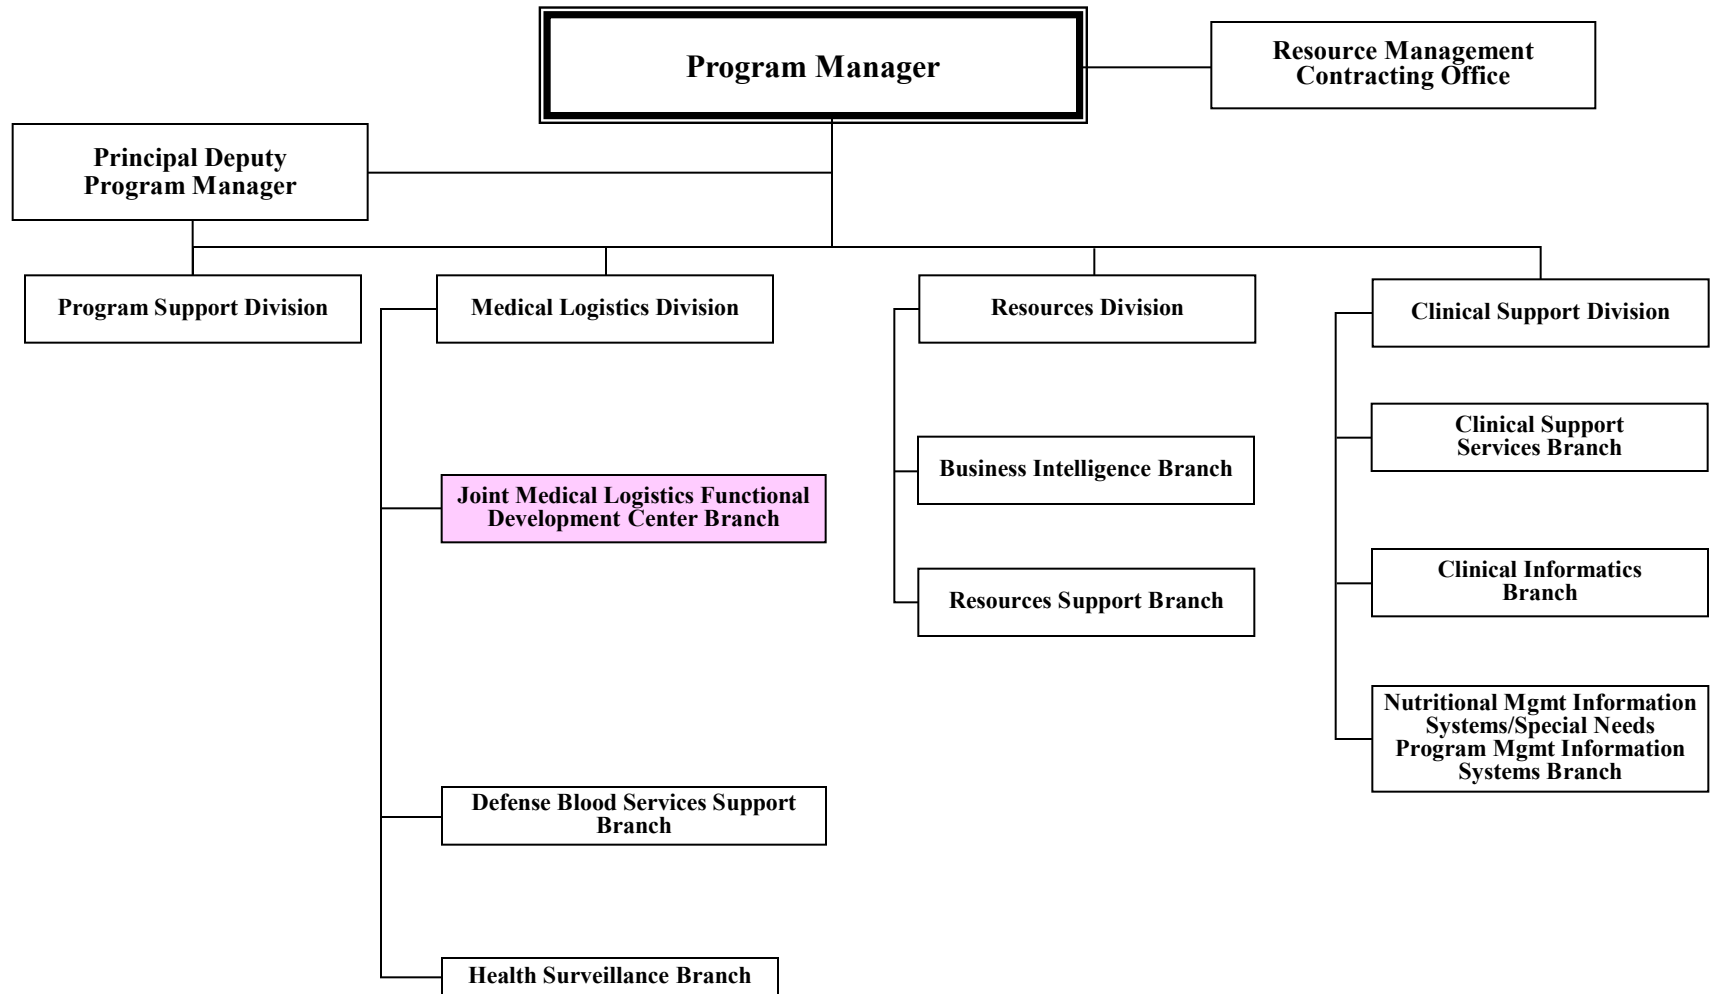 Program Manager
Resource Management
Contracting Office
Principal Deputy
Program Manager
Program Support Division
Medical Logistics Division
Resources Division
Clinical Support Division
Joint Medical Logistics Functional
Development Center Branch
Defense Blood Services Support
Branch
Health Surveillance Branch
Business Intelligence Branch
Resources Support Branch
Clinical Support
Services Branch
Clinical Informatics
Branch
Nutritional Mgmt Information
Systems/Special Needs
Program Mgmt Information
Systems Branch